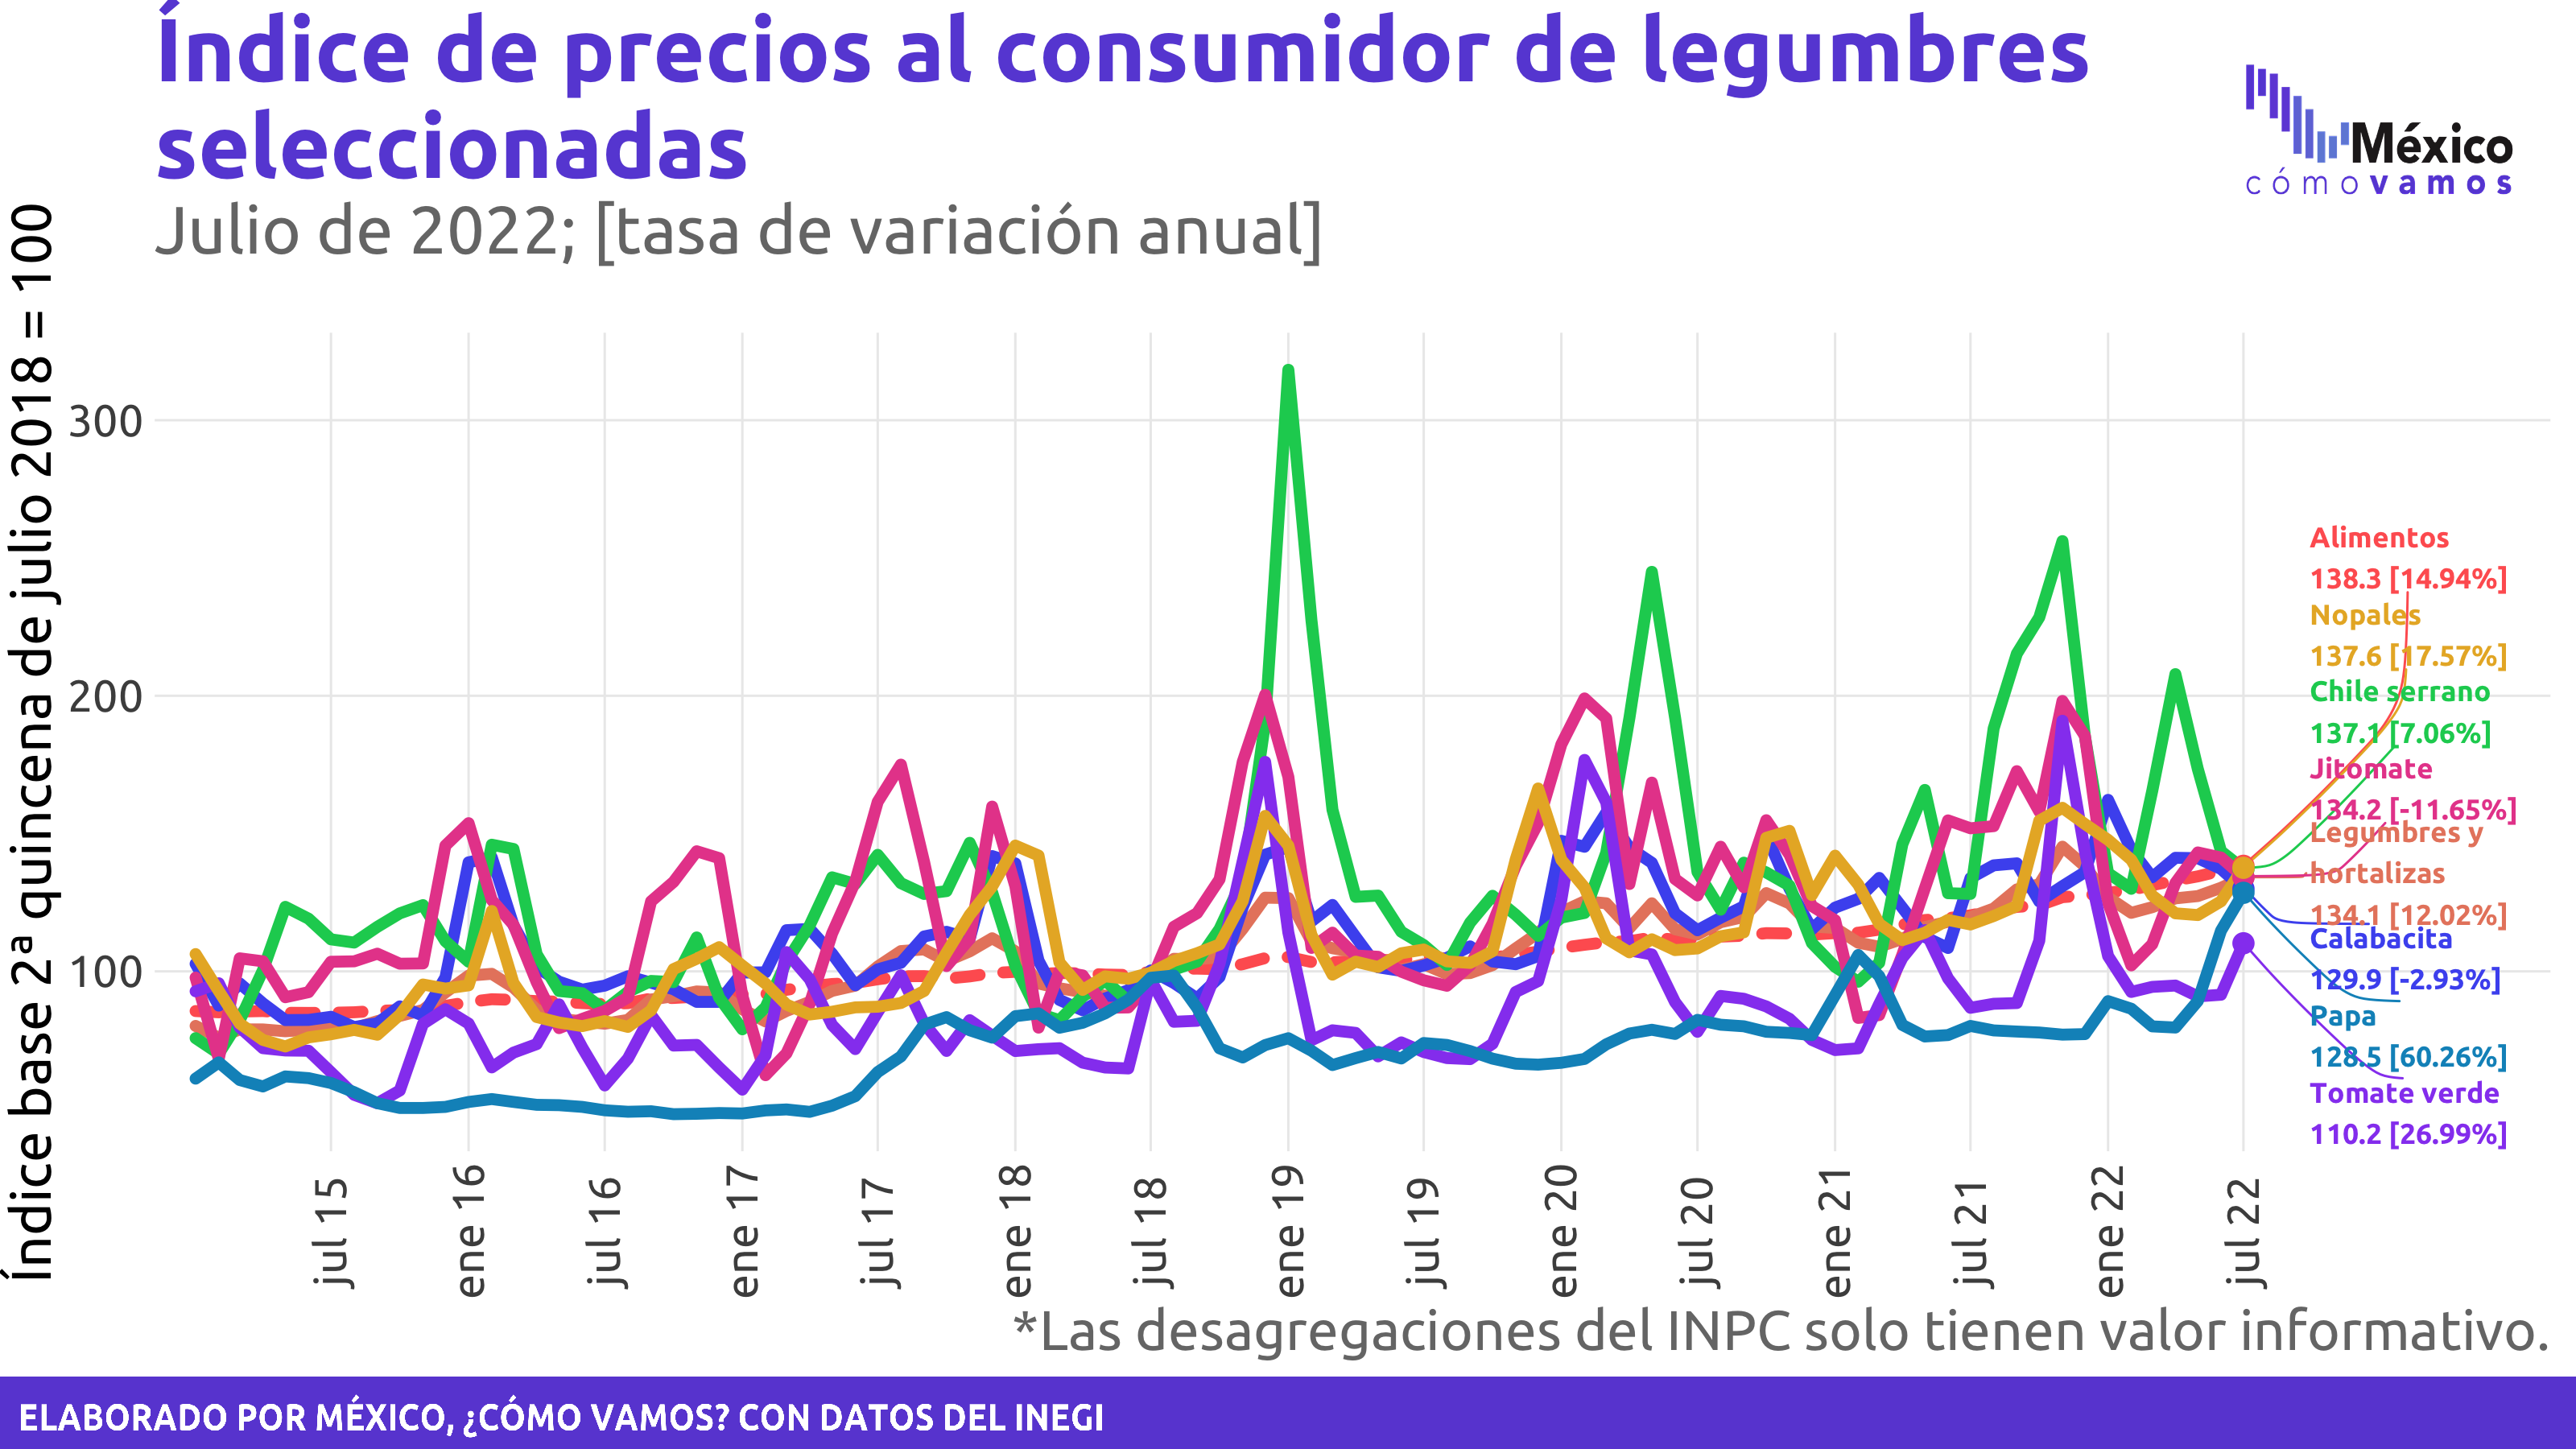 Índice de precios al consumidor de legumbres
seleccionadas
Julio de 2022; [tasa de variación anual]
México
cómo vamos
Índice base 2ª quincena de julio 2018 = 100
300
200
100
Alimentos
138.3 [14.94%]
Nopales
137.6 [17.57%]
Chile serrano
137.1 [7.06%]
Jitomate
134.2 [-11.65%]
Legumbres y
hortalizas
134.1 [12.02%]
Calabacita
129.9 [-2.93%]
Papa
128.5 [60.26%]
Tomate verde
110.2 [26.99%]
jul 15
ene 16
jul 16
ene 17
jul 17
ene 18
jul 18
ene 19
jul 19
ene 20
jul 20
ene 21
jul 21
ene 22
jul 22
*Las desagregaciones del INPC solo tienen valor informativo.
ELABORADO POR MÉXICO, ¿CÓMO VAMOS? CON DATOS DEL INEGI